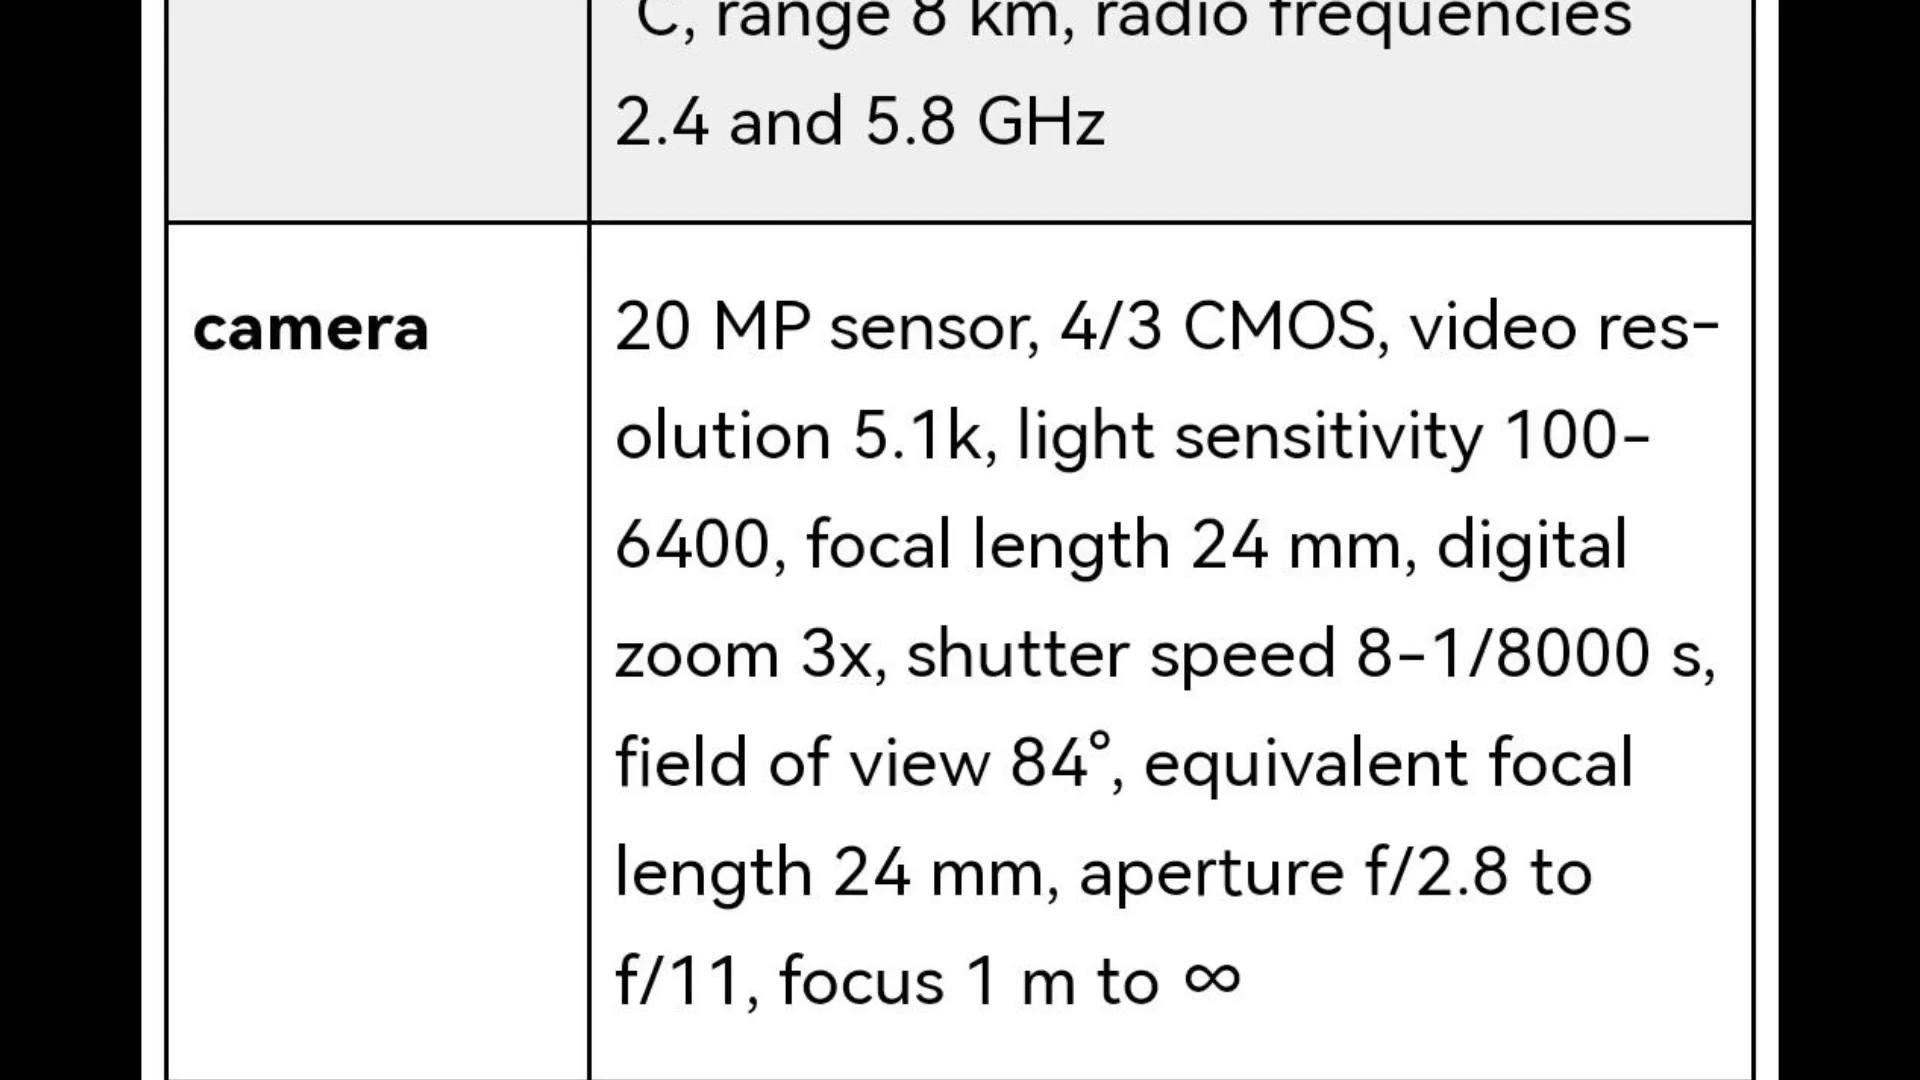 C, range 8 km, radio frequencies
2.4 and 5.8 GHz
camera
20 MP sensor, 4/3 CMOS, video res-
olution 5.1k, light sensitivity 100-
6400, focal length 24 mm, digital
zoom 3x, shutter speed 8-1/8000 s,
field of view 84°, equivalent focal
length 24 mm, aperture f/2.8 to
f/11, focus 1 m to ∞